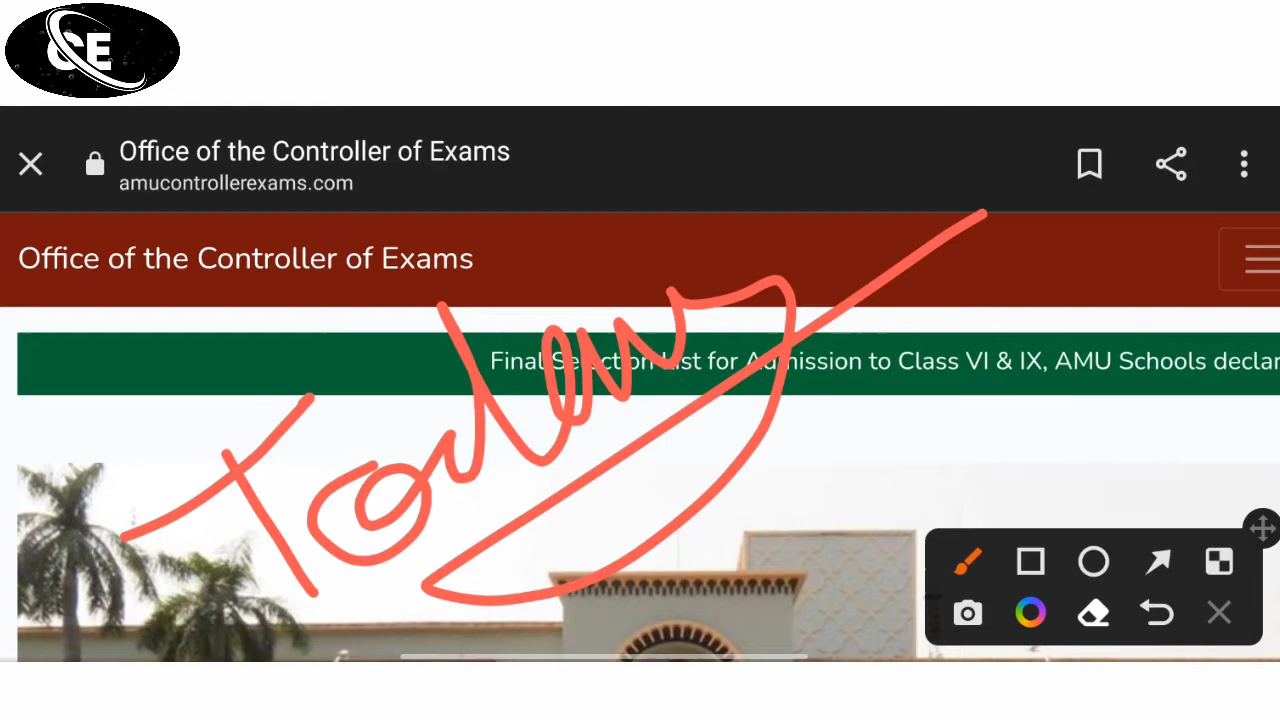 CE
Office of the Controller of Exams
amucontrollerexams.com
Office of the Controller of Exams
Final Selection List for Admission to Class VI & IX, AMU Schools declar
Today